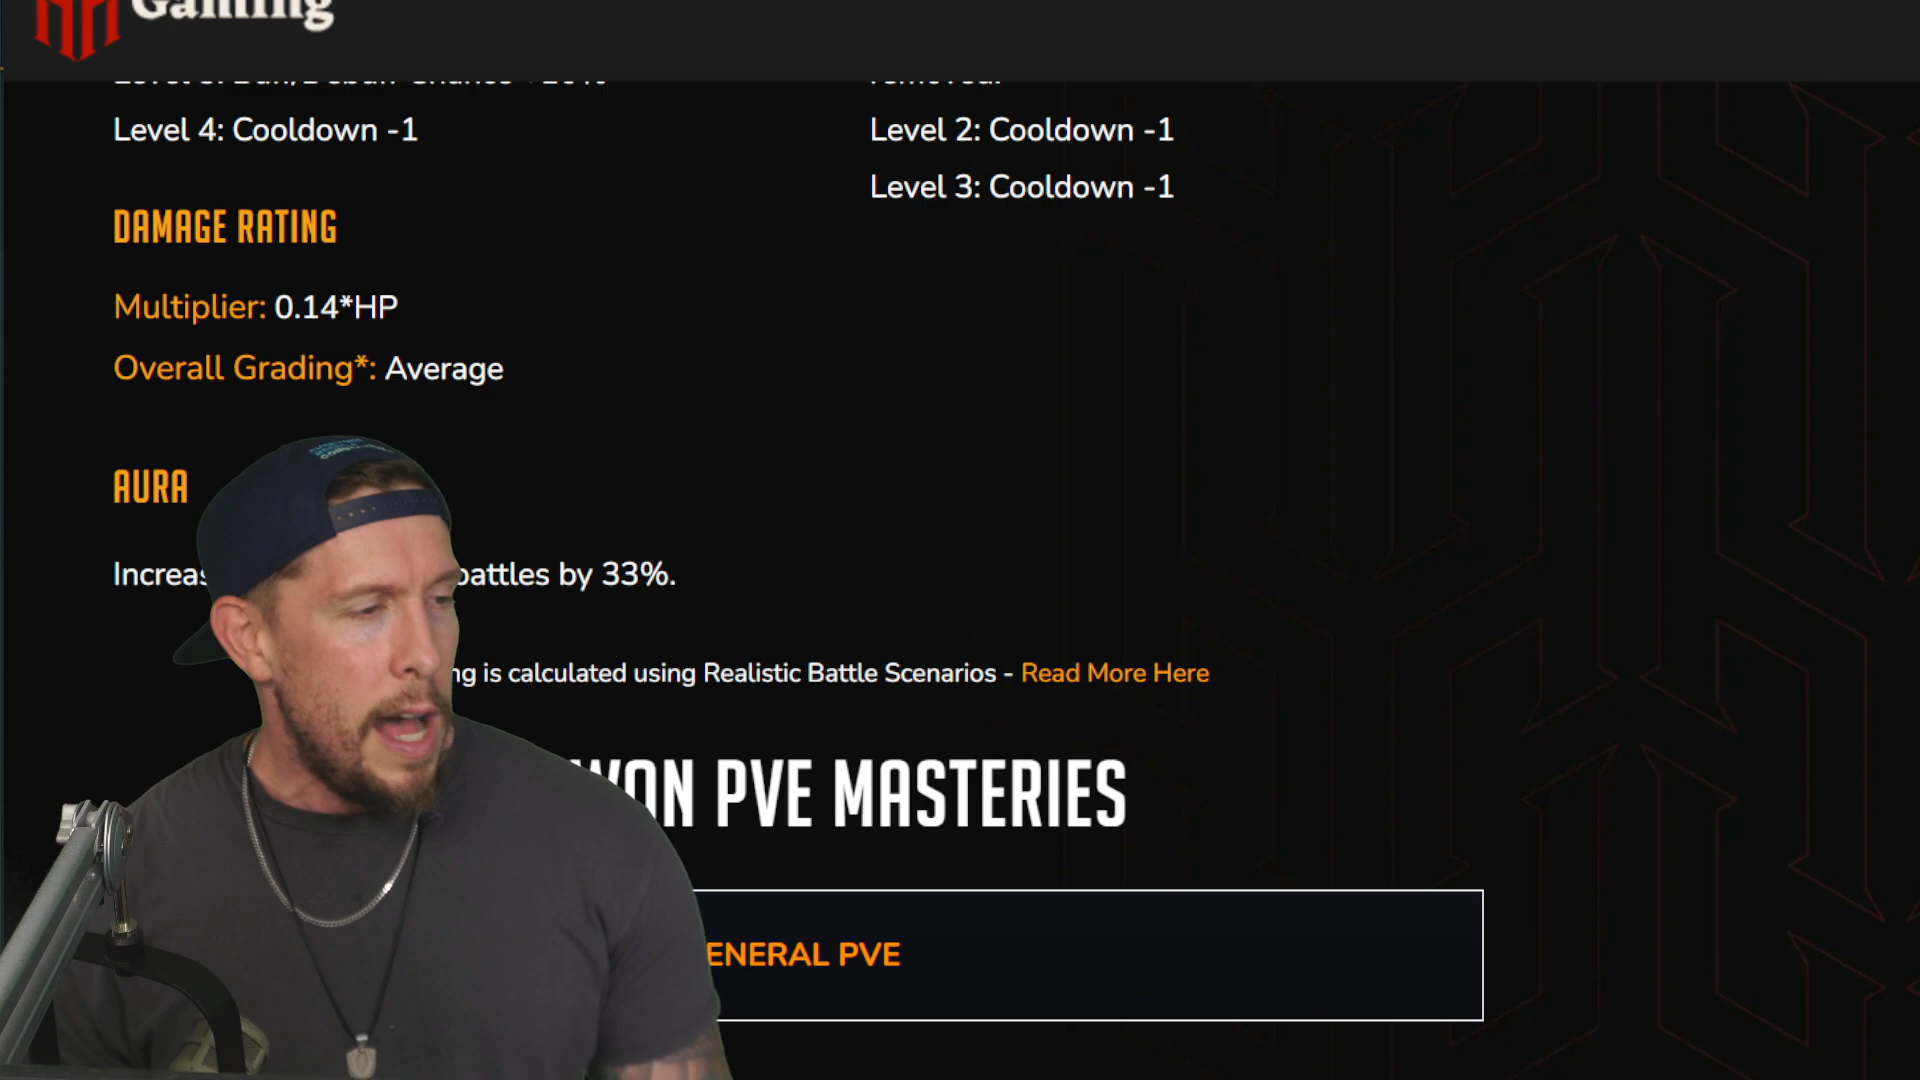 Gaming
Level 4: Cooldown -1
Level 2: Cooldown -1
Level 3: Cooldown -1
DAMAGE RATING
Multiplier: 0.14*HP
Overall Grading*: Average
AURA
Increas battles by 33%.
ng is calculated using Realistic Battle Scenarios - Read More Here
WON PVE MASTERIES
ENERAL PVE